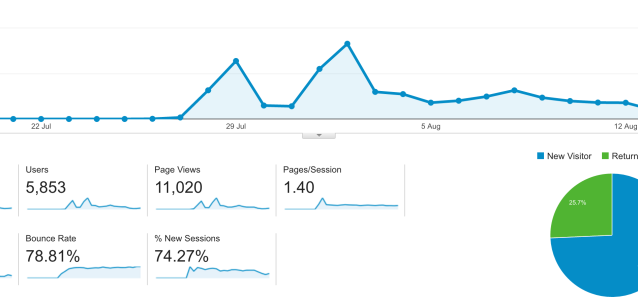 22 Jul
29 Jul
5 Aug
12 Aug
New Visitor
Return
Users
Page Views
Pages/Session
5,853
11,020
1.40
25.7%
Bounce Rate
% New Sessions
78.81%
74.27%